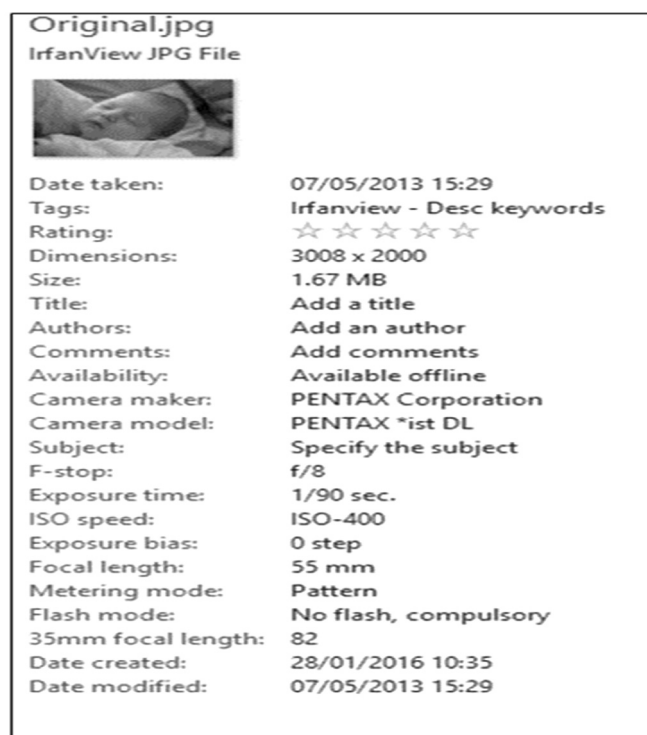 Original.jpg
IrfanView JPG File
Date taken: 07/05/2013 15:29
Tags: Irfanview - Desc keywords
Rating: ☆ ☆ ☆ ☆ ☆
Dimensions: 3008 x 2000
Size: 1.67 MB
Title: Add a title
Authors: Add an author
Comments: Add comments
Availability: Available offline
Camera maker: PENTAX Corporation
Camera model: PENTAX *ist DL
Subject: Specify the subject
F-stop: f/8
Exposure time: 1/90 sec.
ISO speed: ISO-400
Exposure bias: 0 step
Focal length: 55 mm
Metering mode: Pattern
Flash mode: No flash, compulsory
35mm focal length: 82
Date created: 28/01/2016 10:35
Date modified: 07/05/2013 15:29